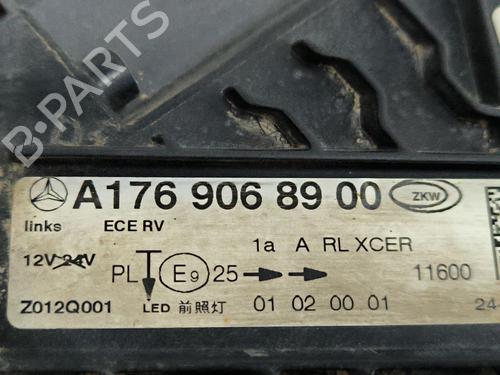 B-PARTS
A176 906 89 00 ZKW
links ECE RV
1a A RL XCER
12V 24V PL E9 25 11600
Z012Q001 LED 前照灯 01 02 00 01 24